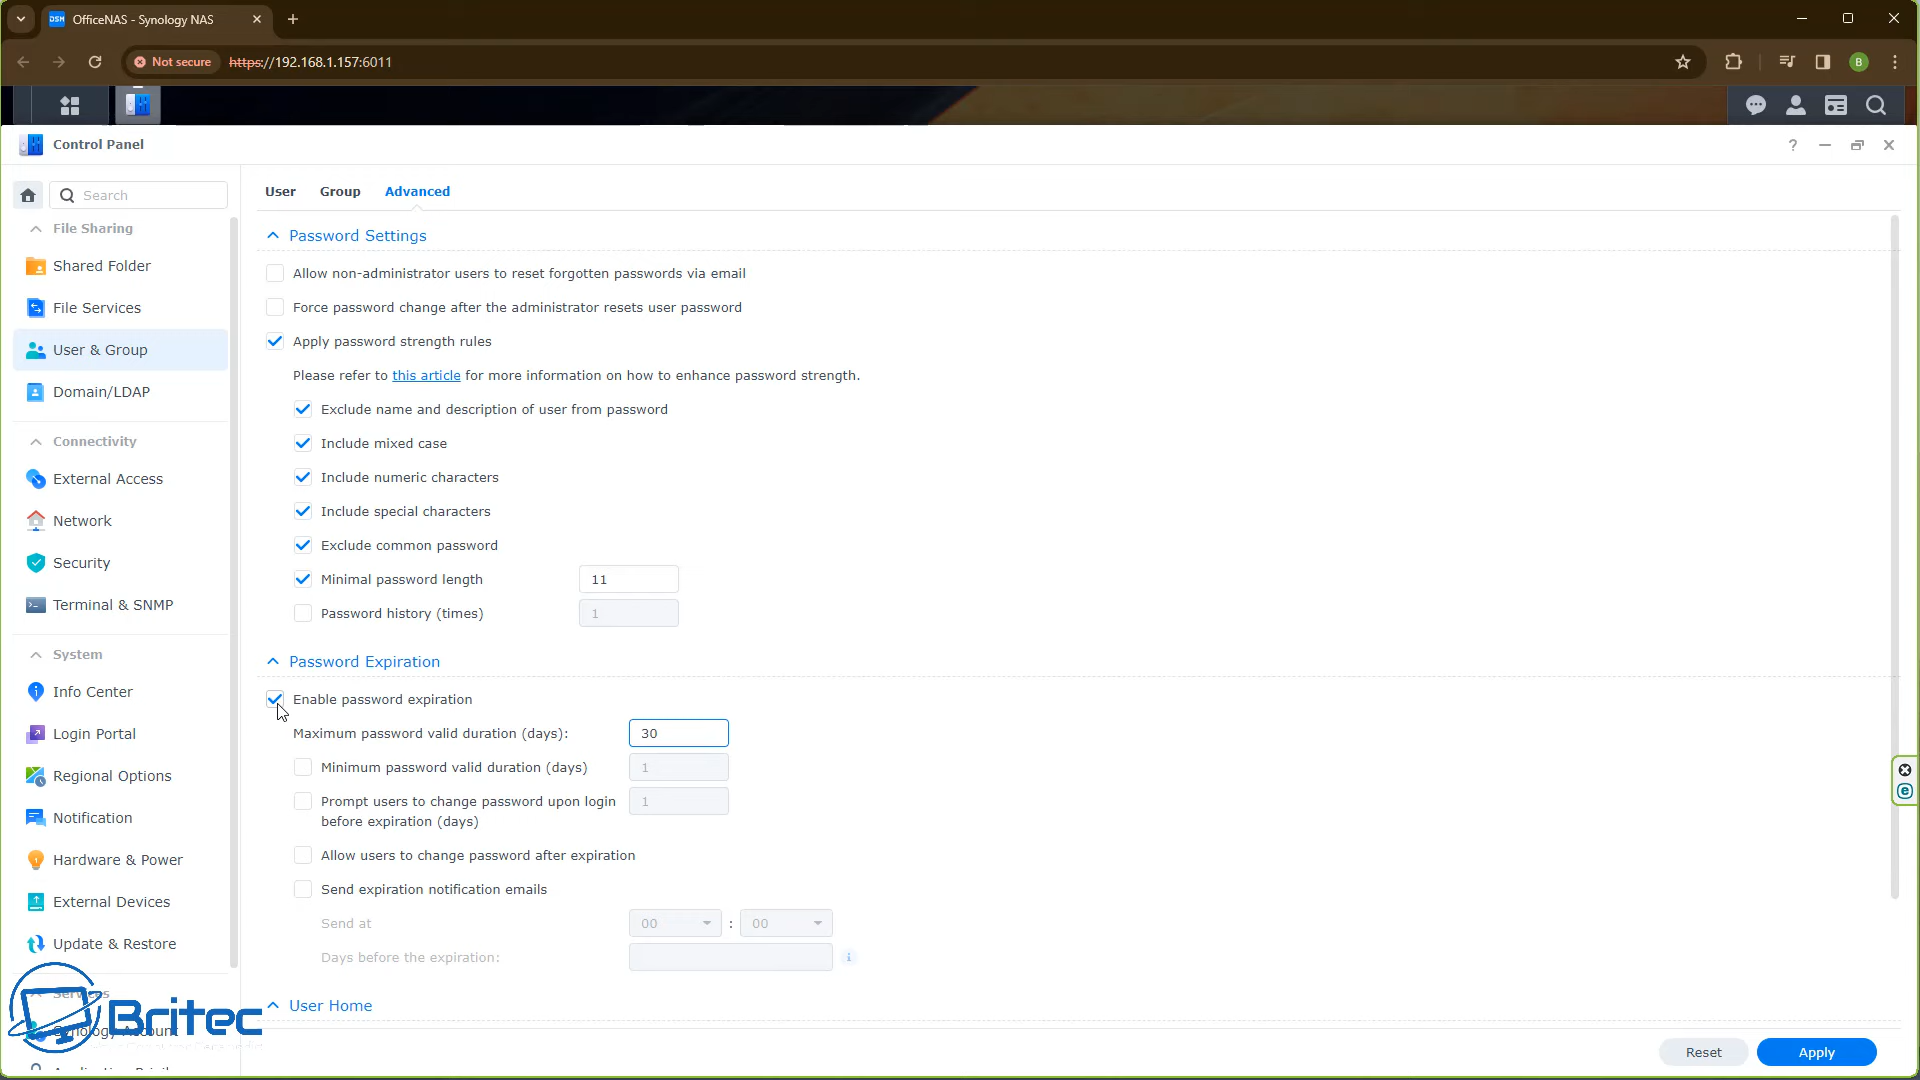 OfficeNAS - Synology NAS
Not secure https://192.168.1.157:6011
B
Control Panel
Search
File Sharing
Shared Folder
File Services
User & Group
Domain/LDAP
Connectivity
External Access
Network
Security
Terminal & SNMP
System
Info Center
Login Portal
Regional Options
Notification
Hardware & Power
External Devices
Update & Restore
Services
Synology Account
Britec
User Group Advanced
Password Settings
Allow non-administrator users to reset forgotten passwords via email
Force password change after the administrator resets user password
Apply password strength rules
Please refer to this article for more information on how to enhance password strength.
Exclude name and description of user from password
Include mixed case
Include numeric characters
Include special characters
Exclude common password
Minimal password length 11
Password history (times) 1
Password Expiration
Enable password expiration
Maximum password valid duration (days): 30
Minimum password valid duration (days) 1
Prompt users to change password upon login 1
before expiration (days)
Allow users to change password after expiration
Send expiration notification emails
Send at 00 : 00
Days before the expiration:
User Home
Reset Apply